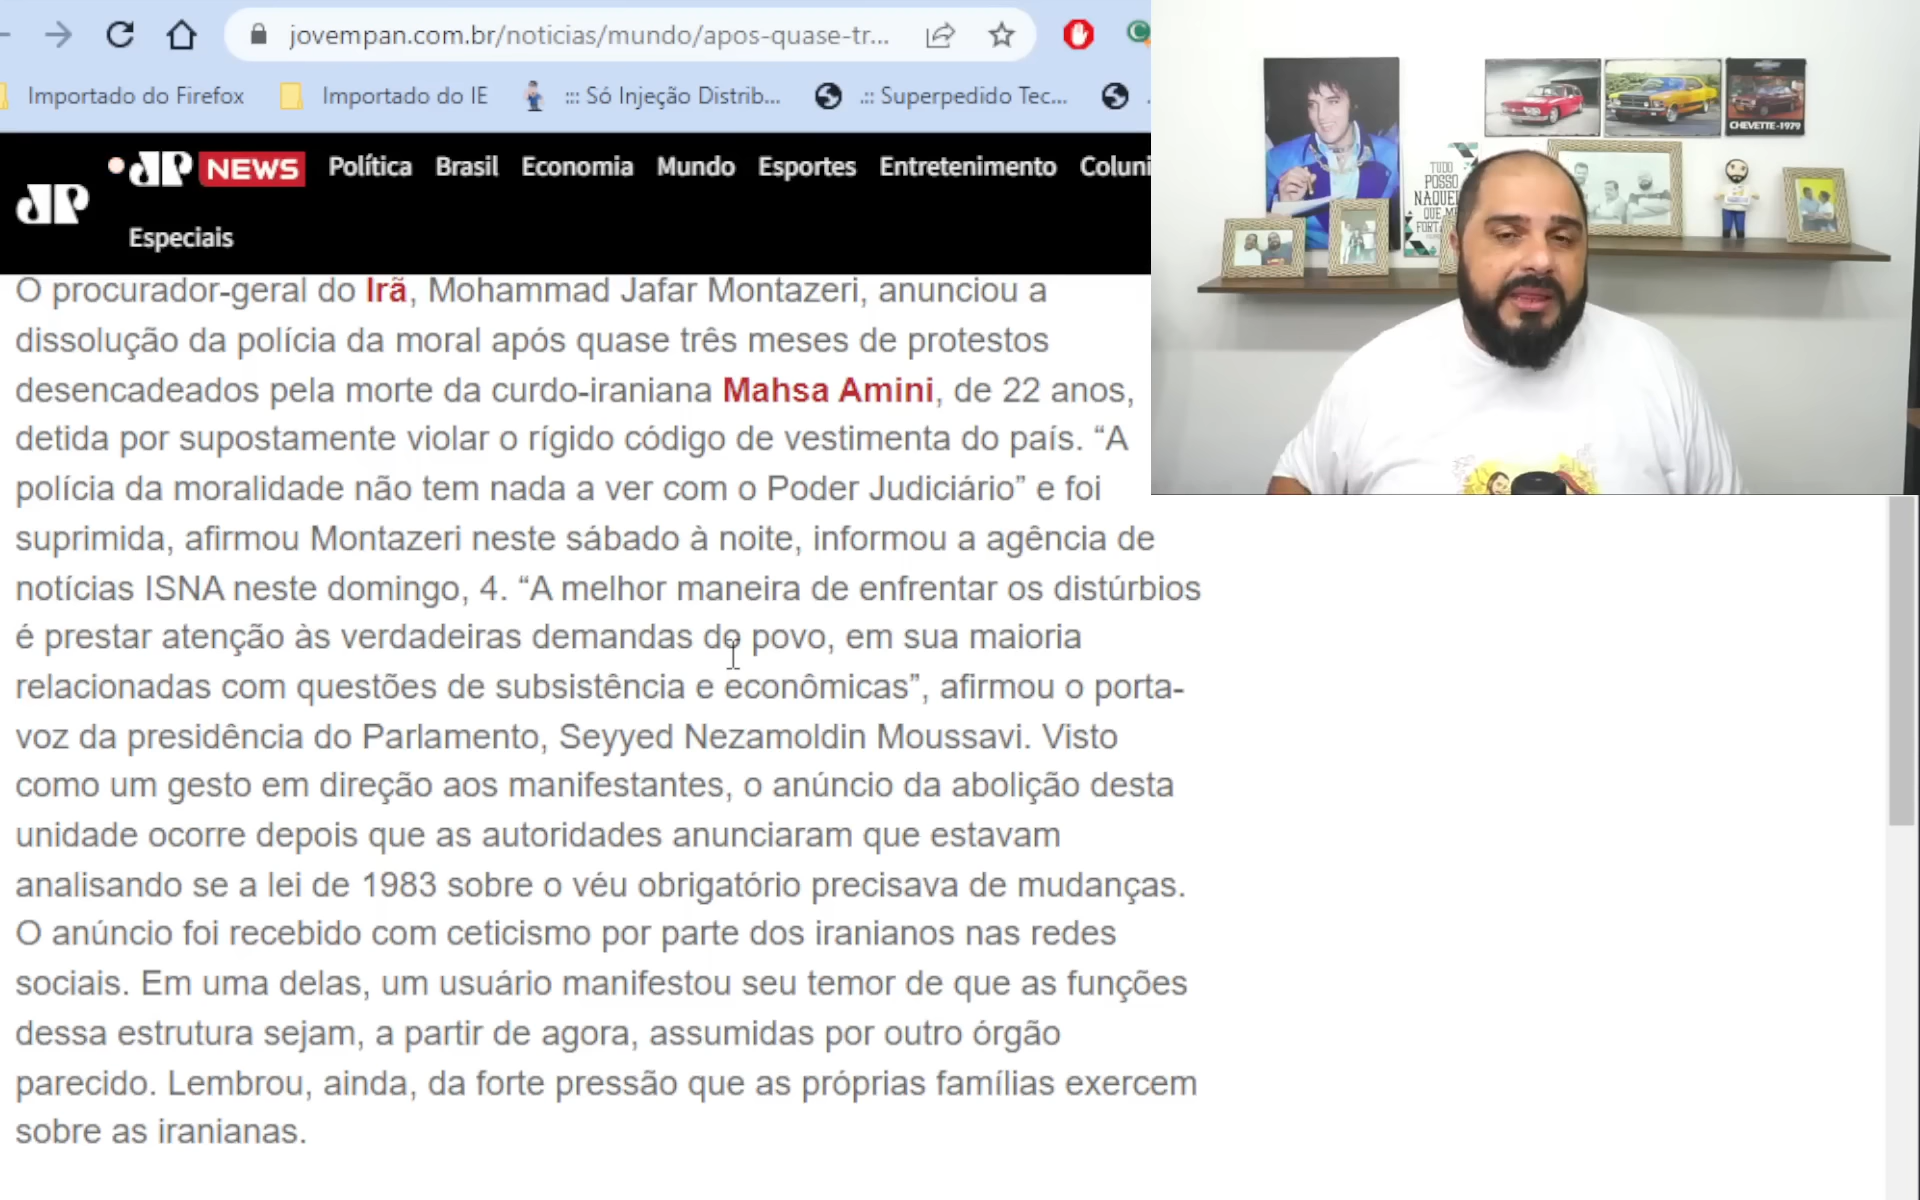 jovempan.com.br/noticias/mundo/apos-quase-tr...
Importado do Firefox Importado do IE ::: Só Injeção Distrib... .:: Superpedido Tec...
JP NEWS Política Brasil Economia Mundo Esportes Entretenimento Coluni
JP
Especiais
O procurador-geral do Irã, Mohammad Jafar Montazeri, anunciou a
dissolução da polícia da moral após quase três meses de protestos
desencadeados pela morte da curdo-iraniana Mahsa Amini, de 22 anos,
detida por supostamente violar o rígido código de vestimenta do país. “A
polícia da moralidade não tem nada a ver com o Poder Judiciário” e foi
suprimida, afirmou Montazeri neste sábado à noite, informou a agência de
notícias ISNA neste domingo, 4. “A melhor maneira de enfrentar os distúrbios
é prestar atenção às verdadeiras demandas do povo, em sua maioria
relacionadas com questões de subsistência e econômicas”, afirmou o porta-
voz da presidência do Parlamento, Seyyed Nezamoldin Moussavi. Visto
como um gesto em direção aos manifestantes, o anúncio da abolição desta
unidade ocorre depois que as autoridades anunciaram que estavam
analisando se a lei de 1983 sobre o véu obrigatório precisava de mudanças.
O anúncio foi recebido com ceticismo por parte dos iranianos nas redes
sociais. Em uma delas, um usuário manifestou seu temor de que as funções
dessa estrutura sejam, a partir de agora, assumidas por outro órgão
parecido. Lembrou, ainda, da forte pressão que as próprias famílias exercem
sobre as iranianas.
CHEVETTE-1979
TUDO
POSSO
NAQUE
QUE M
FORT